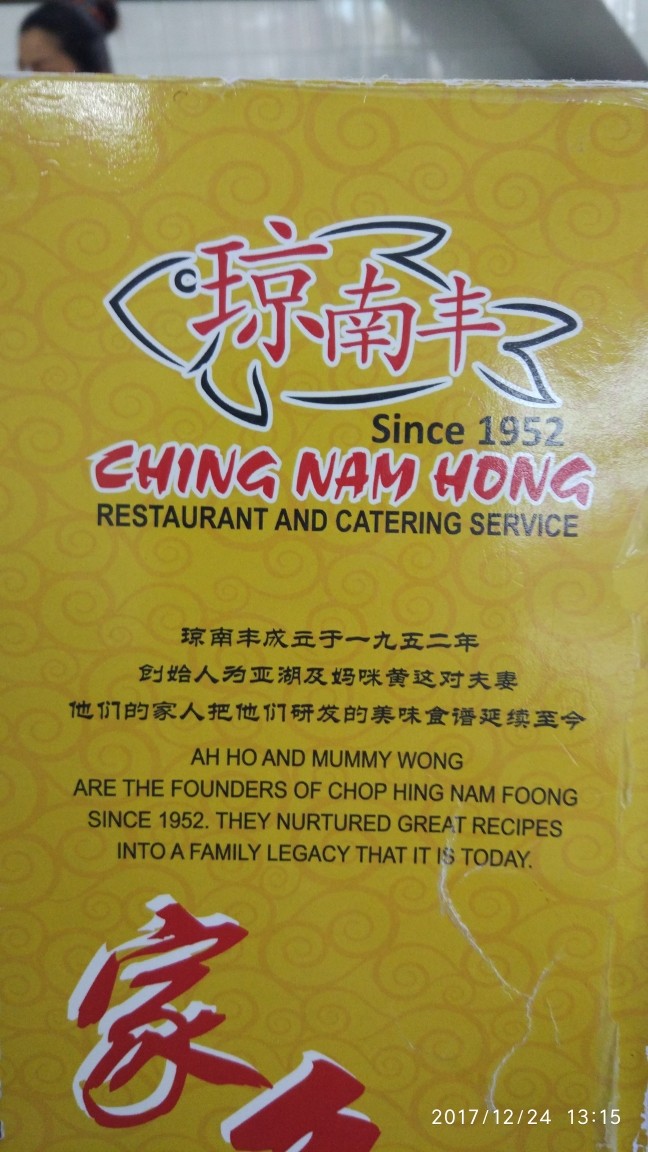 琼南丰
Since 1952
CHING NAM HONG
RESTAURANT AND CATERING SERVICE
琼南丰成立于一九五二年
创始人为亚湖及妈咪黄这对夫妻
他们的家人把他们研发的美味食谱延续至今
AH HO AND MUMMY WONG
ARE THE FOUNDERS OF CHOP HING NAM FOONG
SINCE 1952. THEY NURTURED GREAT RECIPES
INTO A FAMILY LEGACY THAT IT IS TODAY.
家
2017/12/24 13:15